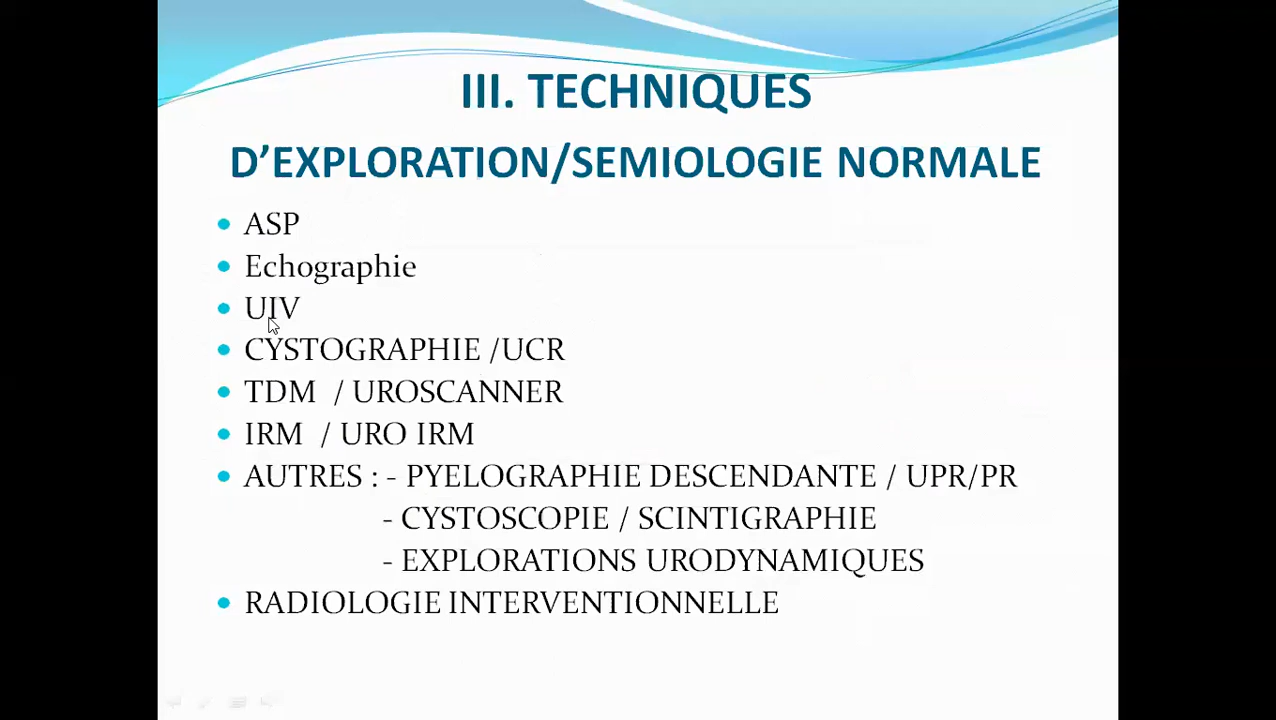 III. TECHNIQUES
D’EXPLORATION/SEMIOLOGIE NORMALE
ASP
Echographie
UIV
CYSTOGRAPHIE /UCR
TDM / UROSCANNER
IRM / URO IRM
AUTRES : - PYELOGRAPHIE DESCENDANTE / UPR/PR
- CYSTOSCOPIE / SCINTIGRAPHIE
- EXPLORATIONS URODYNAMIQUES
RADIOLOGIE INTERVENTIONNELLE